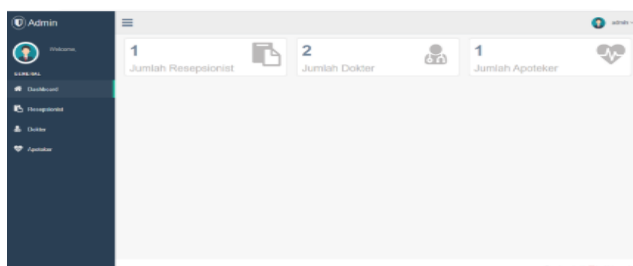 Admin
admin
Welcome,
GENERAL
Dashboard
Resepsionist
Dokter
Apoteker
1
Jumlah Resepsionist
2
Jumlah Dokter
1
Jumlah Apoteker